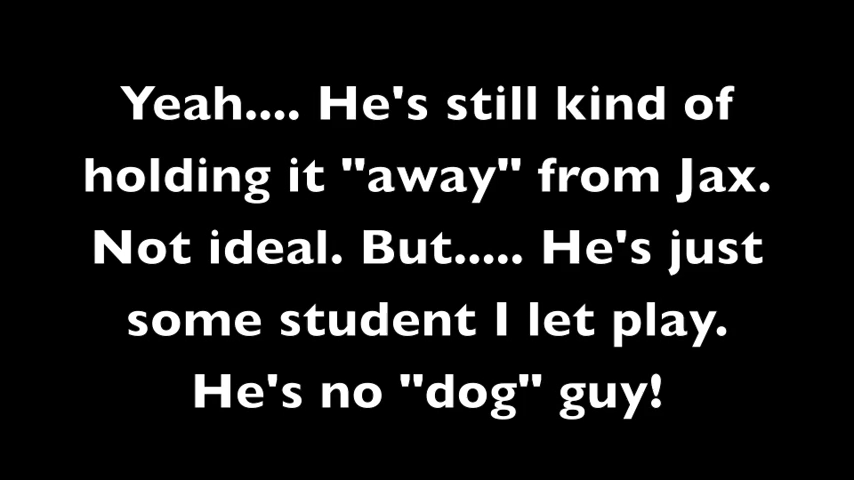 Yeah.... He's still kind of
holding it "away" from Jax.
Not ideal. But..... He's just
some student I let play.
He's no "dog" guy!